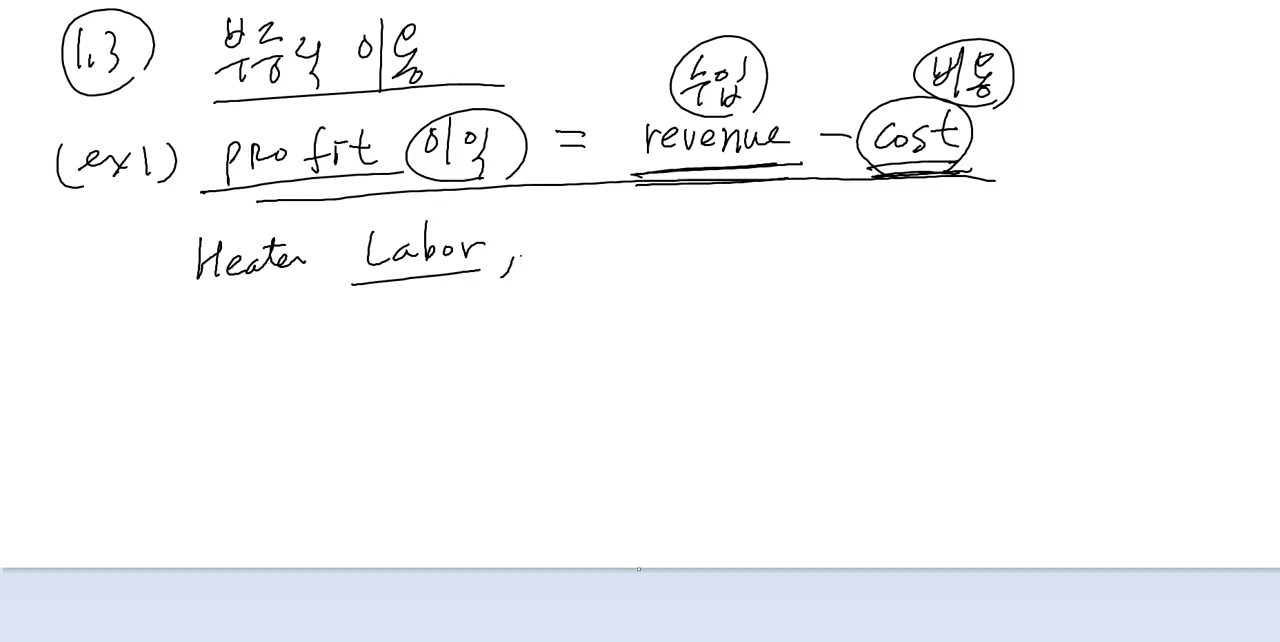 1.3 부등식 이용
(ex1) profit 이익 = revenue 수입 - cost 비용
Heater Labor,